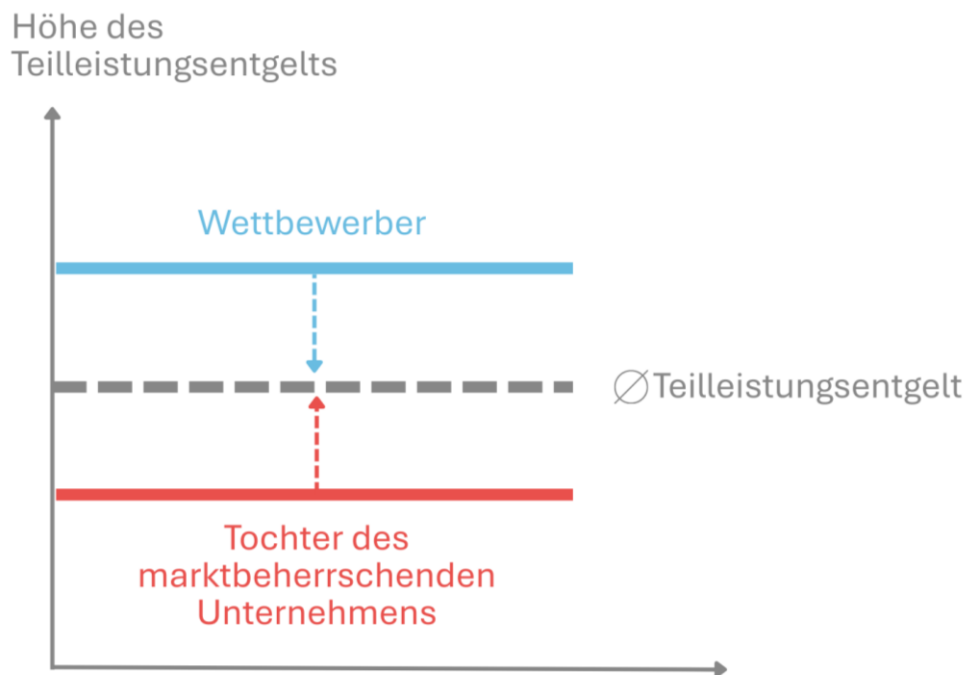 Höhe des
Teilleistungsentgelts
Wettbewerber
∅ Teilleistungsentgelt
Tochter des
marktbeherrschenden
Unternehmens